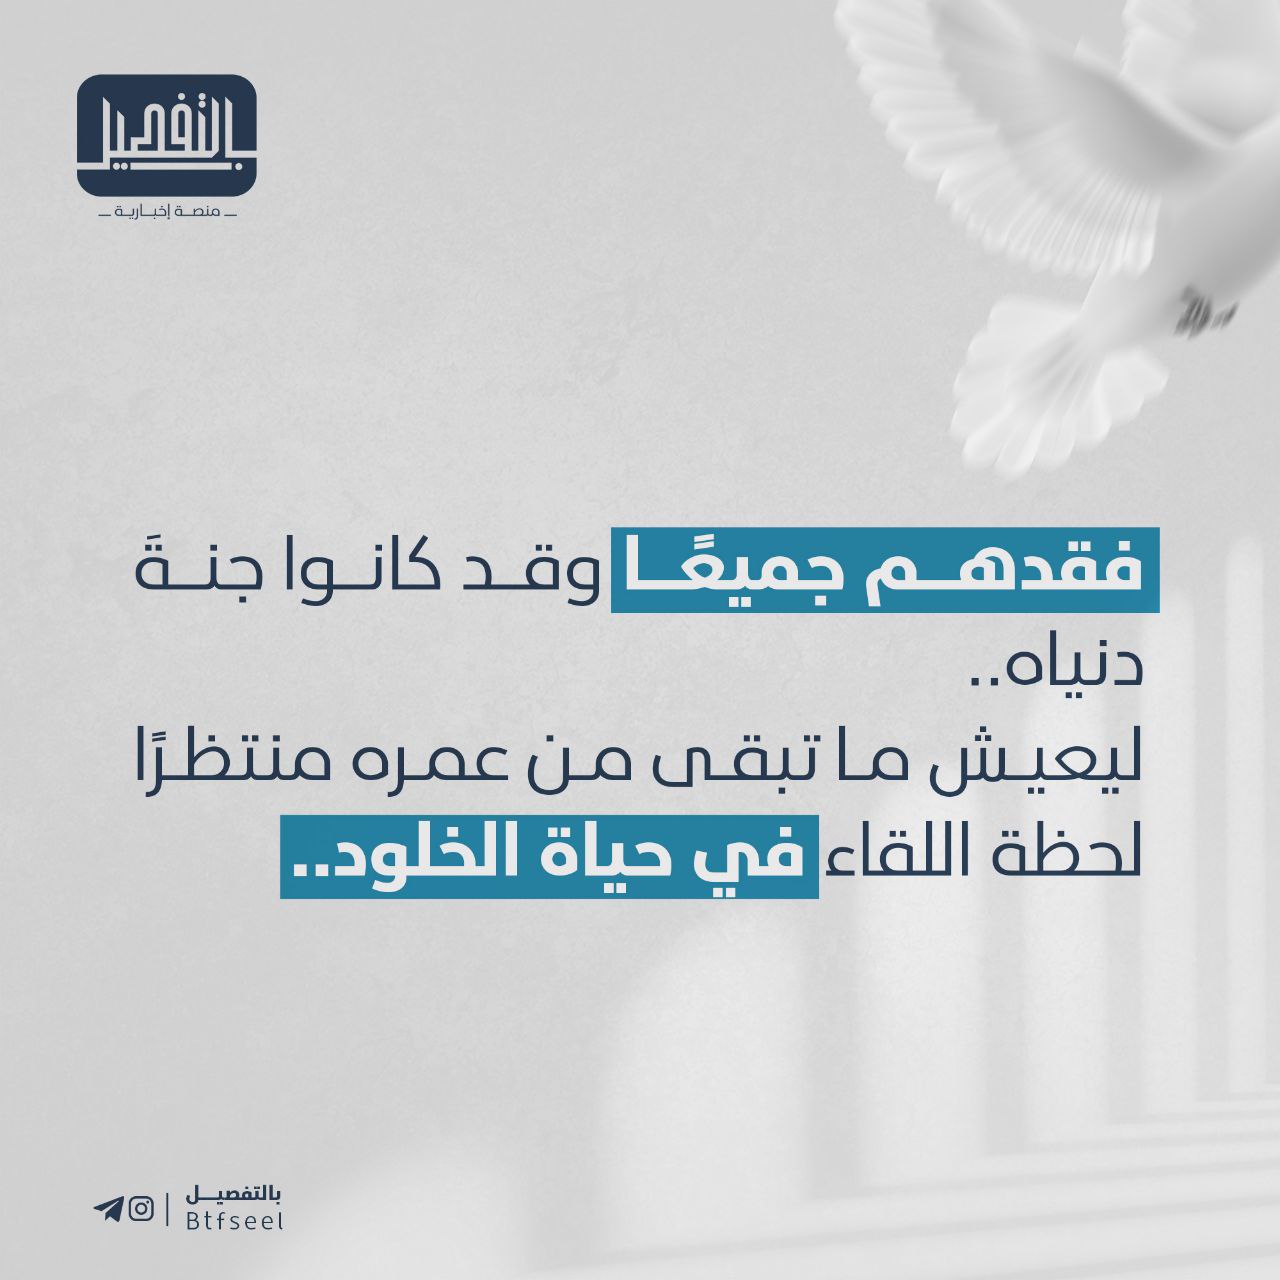 بالتفصيل
منصة إخبارية
فقدهم جميعًا وقد كانوا جنةَ
دنياه..
ليعيش ما تبقى من عمره منتظرًا
لحظة اللقاء في حياة الخلود..
بالتفصيل
Btfseel